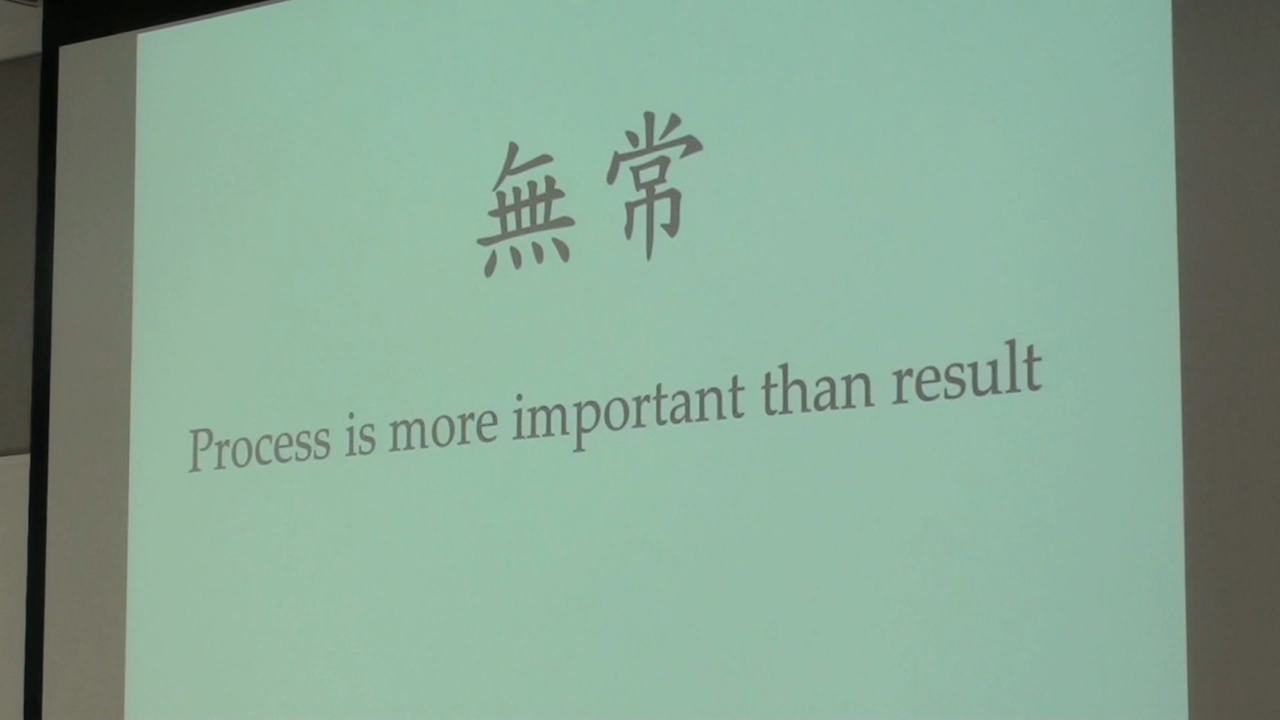 無常
Process is more important than result